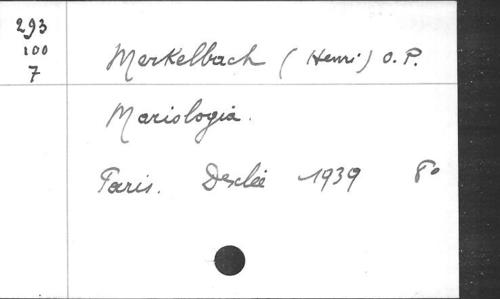 293
100
7
Merkelbach (Henri) O.P.
Mariologia.
Paris. Desclée 1939 8°